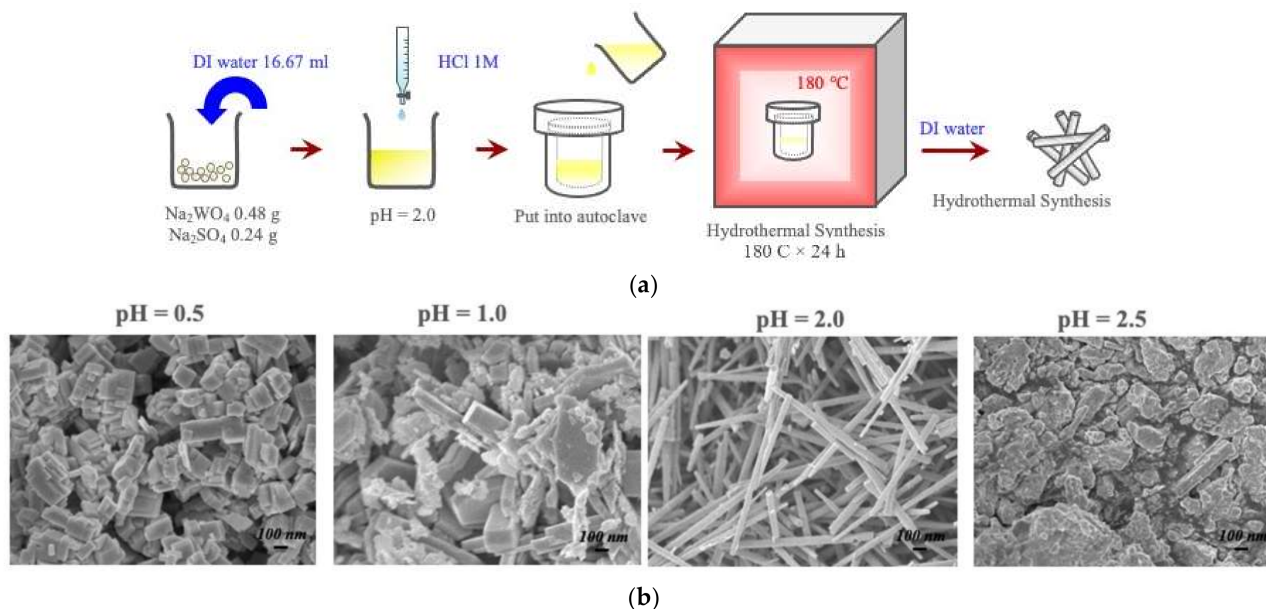 DI water 16.67 ml
HCl 1M
180 °C
DI water
Na₂WO₄ 0.48 g
Na₂SO₄ 0.24 g
pH = 2.0
Put into autoclave
Hydrothermal Synthesis
180 C × 24 h
Hydrothermal Synthesis
(a)
pH = 0.5
pH = 1.0
pH = 2.0
pH = 2.5
100 nm
100 nm
100 nm
100 nm
(b)